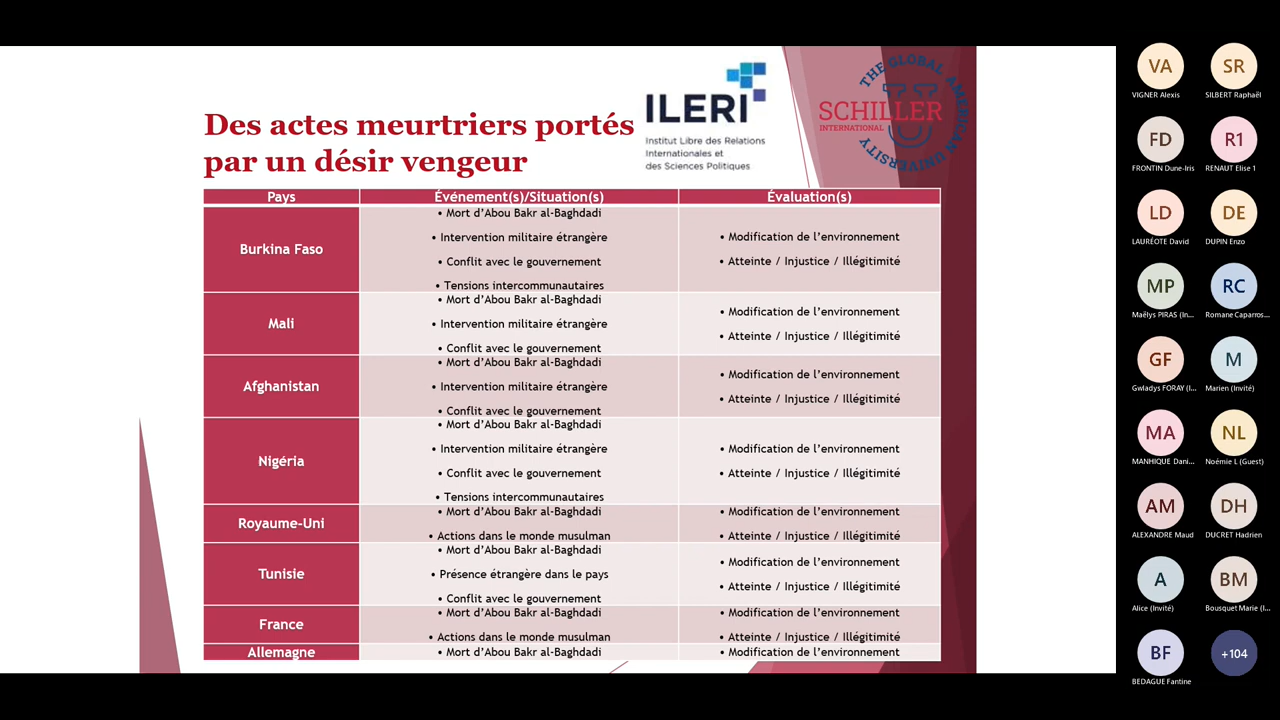 Des actes meurtriers portés
par un désir vengeur
ILERI
Institut Libre des Relations
Internationales et
des Sciences Politiques
THE GLOBAL AMERICAN UNIVERSITY
SCHILLER
INTERNATIONAL
U
Pays Événement(s)/Situation(s) Évaluation(s)
Burkina Faso
• Mort d’Abou Bakr al-Baghdadi
• Intervention militaire étrangère
• Conflit avec le gouvernement
• Tensions intercommunautaires
• Modification de l’environnement
• Atteinte / Injustice / Illégitimité
Mali
• Mort d’Abou Bakr al-Baghdadi
• Intervention militaire étrangère
• Conflit avec le gouvernement
• Modification de l’environnement
• Atteinte / Injustice / Illégitimité
Afghanistan
• Mort d’Abou Bakr al-Baghdadi
• Intervention militaire étrangère
• Conflit avec le gouvernement
• Modification de l’environnement
• Atteinte / Injustice / Illégitimité
Nigéria
• Mort d’Abou Bakr al-Baghdadi
• Intervention militaire étrangère
• Conflit avec le gouvernement
• Tensions intercommunautaires
• Modification de l’environnement
• Atteinte / Injustice / Illégitimité
Royaume-Uni
• Mort d’Abou Bakr al-Baghdadi
• Actions dans le monde musulman
• Modification de l’environnement
• Atteinte / Injustice / Illégitimité
Tunisie
• Mort d’Abou Bakr al-Baghdadi
• Présence étrangère dans le pays
• Conflit avec le gouvernement
• Modification de l’environnement
• Atteinte / Injustice / Illégitimité
France
• Mort d’Abou Bakr al-Baghdadi
• Actions dans le monde musulman
• Modification de l’environnement
• Atteinte / Injustice / Illégitimité
Allemagne
• Mort d’Abou Bakr al-Baghdadi
• Modification de l’environnement
VA SR
VIGNER Alexis SILBERT Raphaël
FD R1
FRONTIN Dune-Iris RENAUT Elise 1
LD DE
LAURÉOTE David DUPIN Enzo
MP RC
Maëlys PIRAS (In... Romane Caparros...
GF M
Gwladys FORAY (I... Marien (Invité)
MA NL
MANHIQUE Dani... Noémie L (Guest)
AM DH
ALEXANDRE Maud DUCRET Hadrien
A BM
Alice (Invité) Bousquet Marie (I...
BF +104
BEDAGUE Fantine